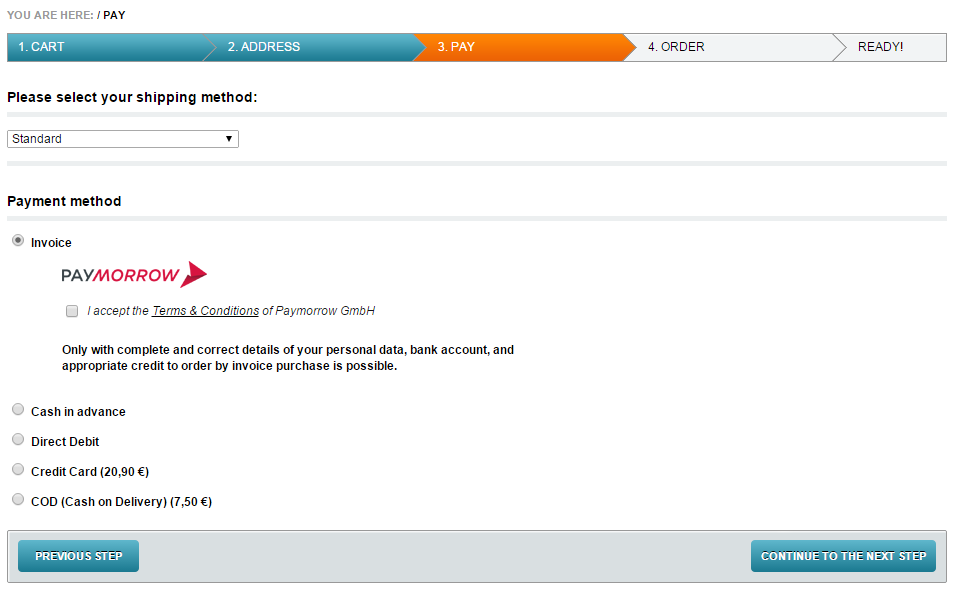 YOU ARE HERE: / PAY
1. CART 2. ADDRESS 3. PAY 4. ORDER READY!
Please select your shipping method:
Standard
Payment method
Invoice
PAYMORROW
I accept the Terms & Conditions of Paymorrow GmbH
Only with complete and correct details of your personal data, bank account, and
appropriate credit to order by invoice purchase is possible.
Cash in advance
Direct Debit
Credit Card (20,90 €)
COD (Cash on Delivery) (7,50 €)
PREVIOUS STEP CONTINUE TO THE NEXT STEP